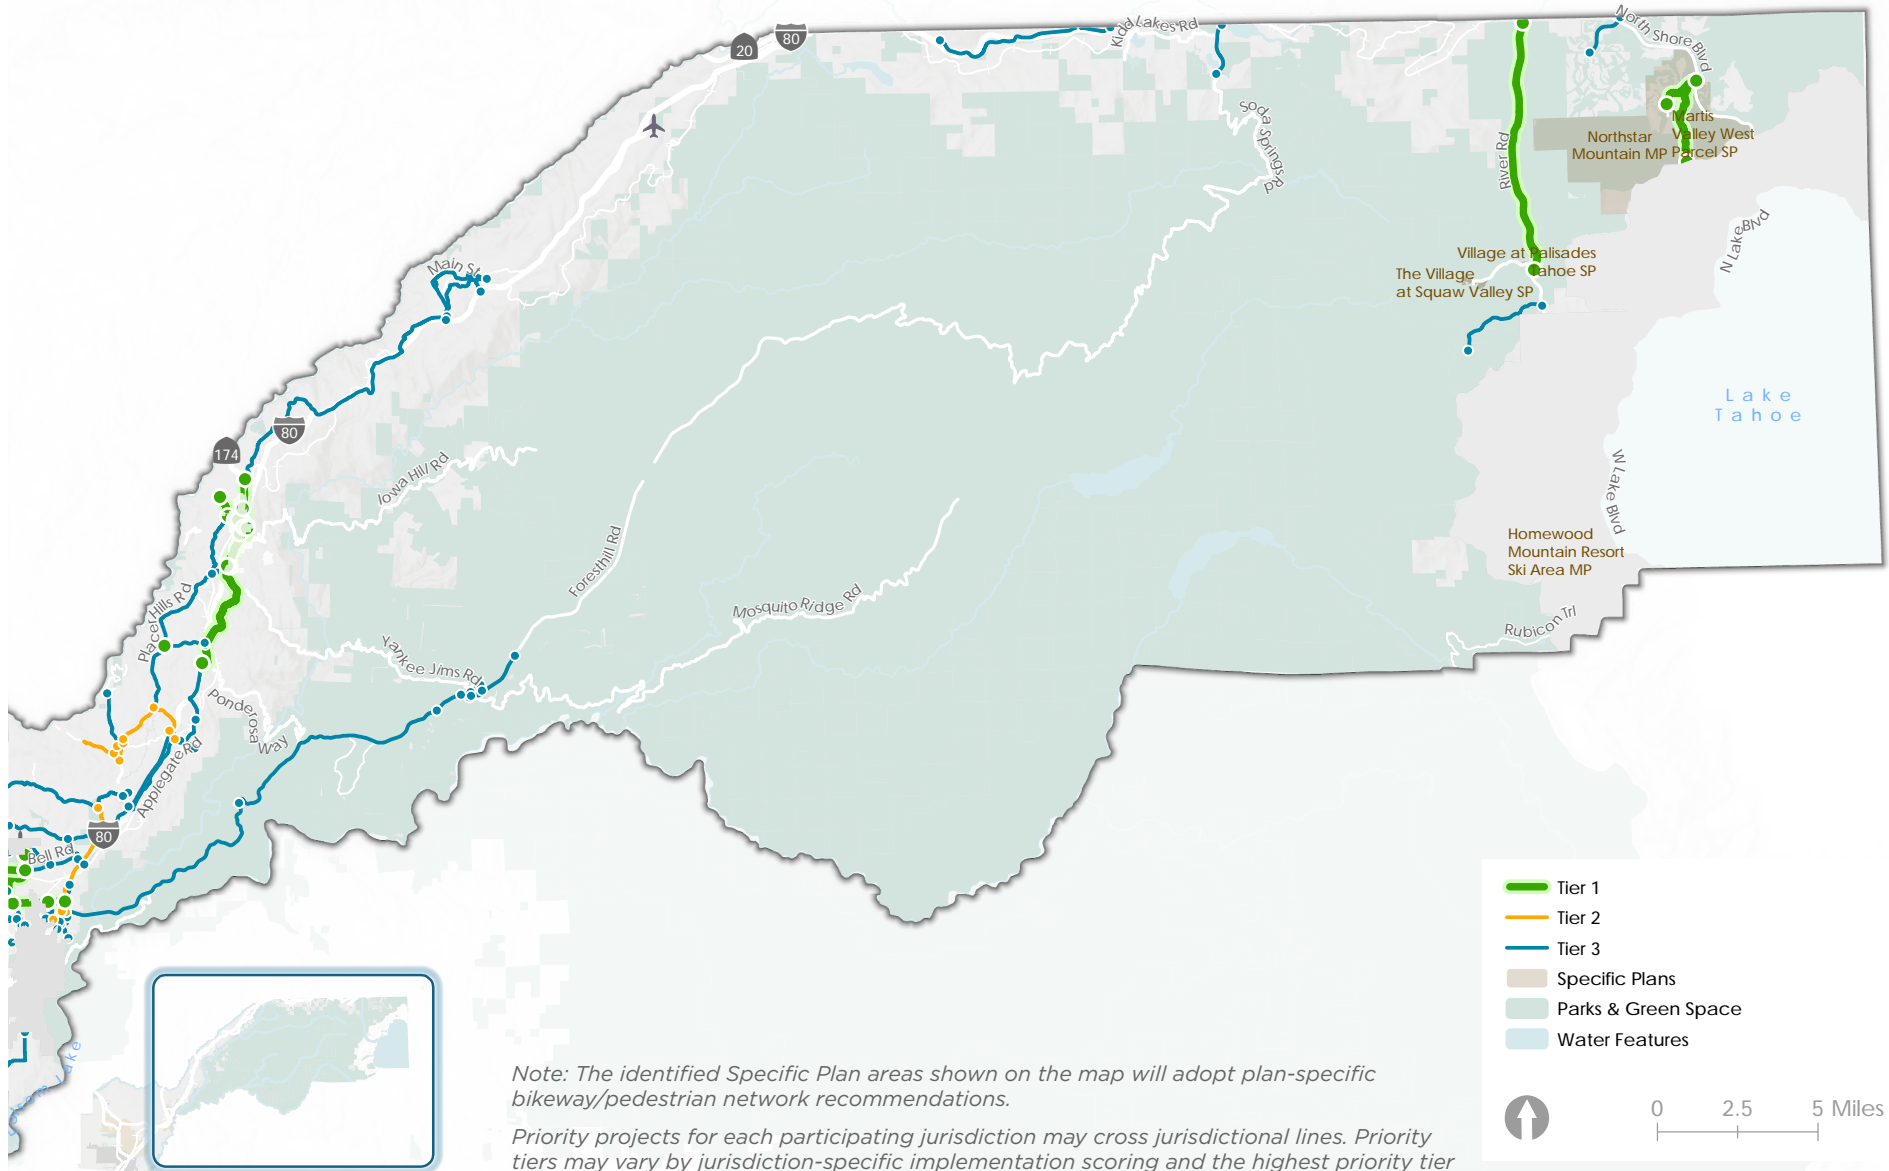 20
80
Kidd Lakes Rd
North Shore Blvd
Soda Springs Rd
River Rd
Martis
Valley West
Parcel SP
Northstar
Mountain MP
N Lake Blvd
Village at Palisades
Tahoe SP
The Village
at Squaw Valley SP
Main St
Lake
Tahoe
80
174
Iowa Hill Rd
W Lake Blvd
Foresthill Rd
Homewood
Mountain Resort
Ski Area MP
Mosquito Ridge Rd
Placer Hills Rd
Rubicon Trl
Yankee Jims Rd
Ponderosa Way
Applegate Rd
80
Bell Rd
Tier 1
Tier 2
Tier 3
Specific Plans
Parks & Green Space
Water Features
Lake
0 2.5 5 Miles
Note: The identified Specific Plan areas shown on the map will adopt plan-specific
bikeway/pedestrian network recommendations.
Priority projects for each participating jurisdiction may cross jurisdictional lines. Priority
tiers may vary by jurisdiction-specific implementation scoring and the highest priority tier